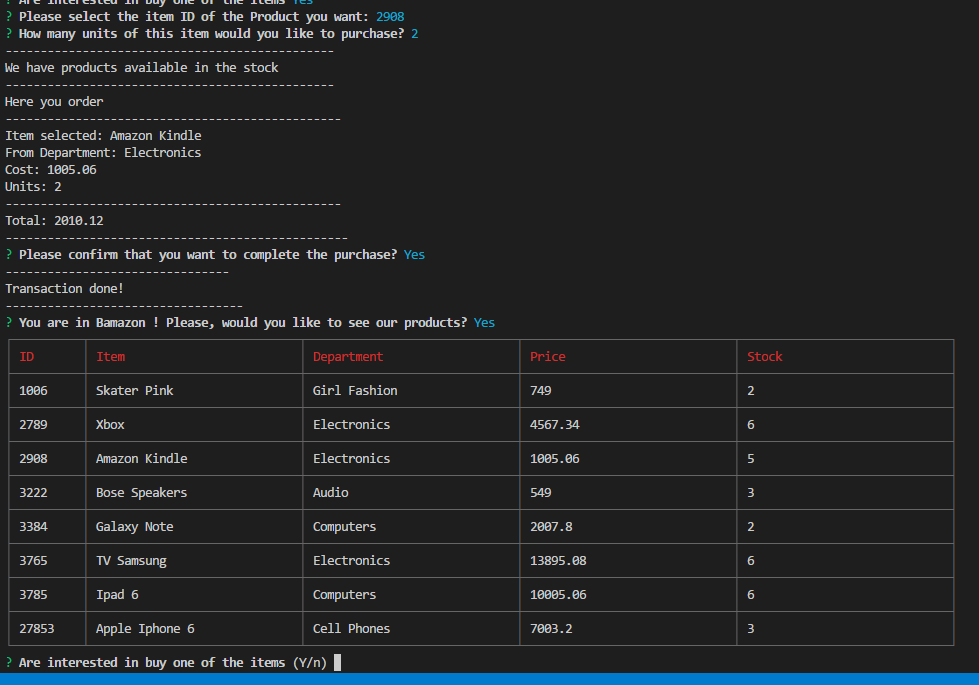 ? Are interested in buy one of the items Yes
? Please select the item ID of the Product you want: 2908
? How many units of this item would you like to purchase? 2
-----------------------------------------------
We have products available in the stock
-----------------------------------------------
Here you order
------------------------------------------------
Item selected: Amazon Kindle
From Department: Electronics
Cost: 1005.06
Units: 2
------------------------------------------------
Total: 2010.12
-------------------------------------------------
? Please confirm that you want to complete the purchase? Yes
--------------------------------
Transaction done!
----------------------------------
? You are in Bamazon ! Please, would you like to see our products? Yes
ID Item Department Price Stock
1006 Skater Pink Girl Fashion 749 2
2789 Xbox Electronics 4567.34 6
2908 Amazon Kindle Electronics 1005.06 5
3222 Bose Speakers Audio 549 3
3384 Galaxy Note Computers 2007.8 2
3765 TV Samsung Electronics 13895.08 6
3785 Ipad 6 Computers 10005.06 6
27853 Apple Iphone 6 Cell Phones 7003.2 3
? Are interested in buy one of the items (Y/n)